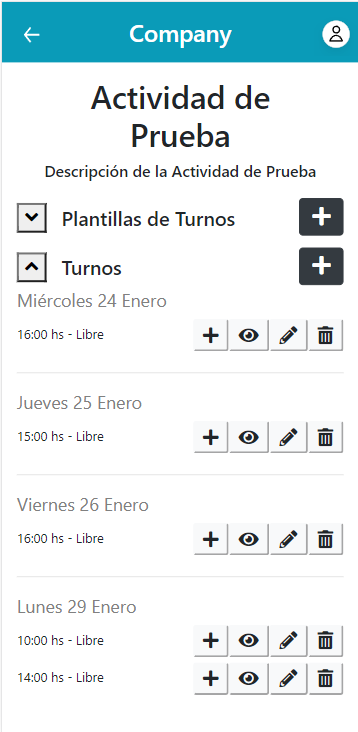 Company
Actividad de
Prueba
Descripción de la Actividad de Prueba
Plantillas de Turnos
Turnos
Miércoles 24 Enero
16:00 hs - Libre
Jueves 25 Enero
15:00 hs - Libre
Viernes 26 Enero
16:00 hs - Libre
Lunes 29 Enero
10:00 hs - Libre
14:00 hs - Libre